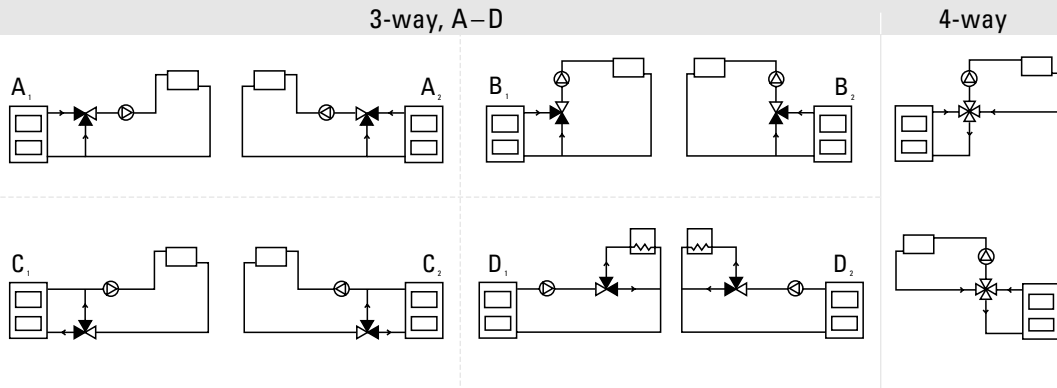 3-way, A–D
4-way
A₁
A₂
B₁
B₂
C₁
C₂
D₁
D₂